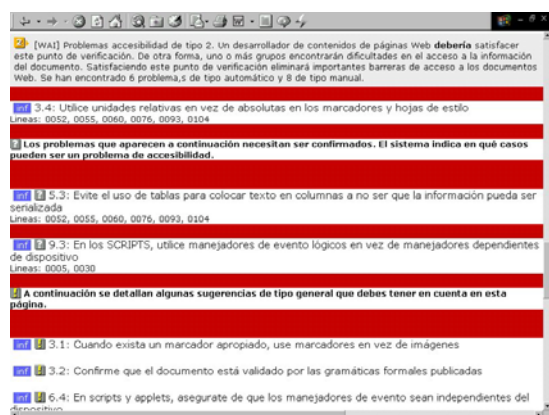 [WAI] Problemas accesibilidad de tipo 2. Un desarrollador de contenidos de páginas Web debería satisfacer
este punto de verificación. De otra forma, uno o más grupos encontrarán dificultades en el acceso a la información
del documento. Satisfaciendo este punto de verificación eliminará importantes barreras de acceso a los documentos
Web. Se han encontrado 6 problema,s de tipo automático y 8 de tipo manual.
inf 3.4: Utilice unidades relativas en vez de absolutas en los marcadores y hojas de estilo
Lineas: 0052, 0055, 0060, 0076, 0093, 0104
? Los problemas que aparecen a continuación necesitan ser confirmados. El sistema indica en qué casos
pueden ser un problema de accesibilidad.
inf ? 5.3: Evite el uso de tablas para colocar texto en columnas a no ser que la información pueda ser
serializada
Lineas: 0052, 0055, 0060, 0076, 0093, 0104
inf ? 9.3: En los SCRIPTS, utilice manejadores de evento lógicos en vez de manejadores dependientes
de dispositivo
Lineas: 0005, 0030
A continuación se detallan algunas sugerencias de tipo general que debes tener en cuenta en esta
página.
inf 3.1: Cuando exista un marcador apropiado, use marcadores en vez de imágenes
inf 3.2: Confirme que el documento está validado por las gramáticas formales publicadas
inf 6.4: En scripts y applets, asegurate de que los manejadores de evento sean independientes del
dispositivo